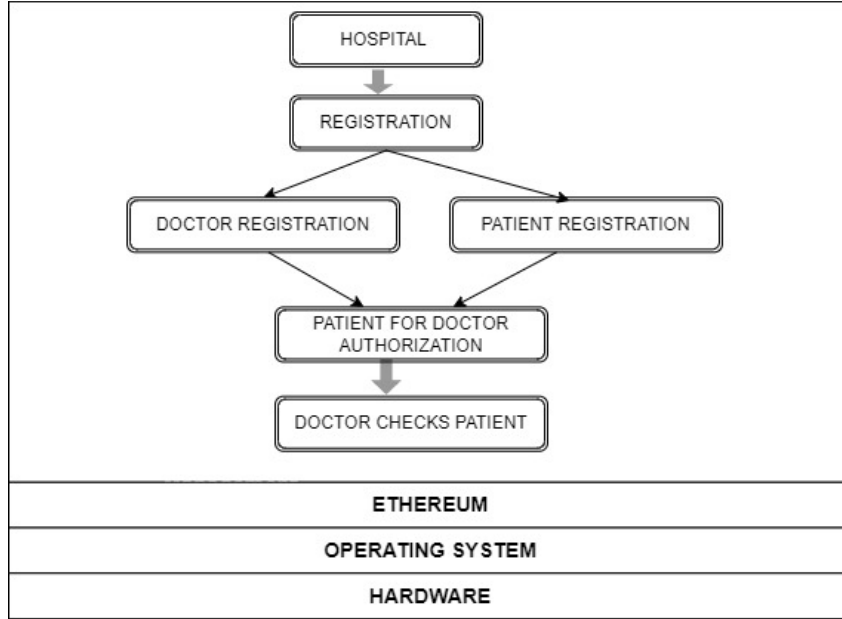 HOSPITAL
REGISTRATION
DOCTOR REGISTRATION
PATIENT REGISTRATION
PATIENT FOR DOCTOR
AUTHORIZATION
DOCTOR CHECKS PATIENT
ETHEREUM
OPERATING SYSTEM
HARDWARE